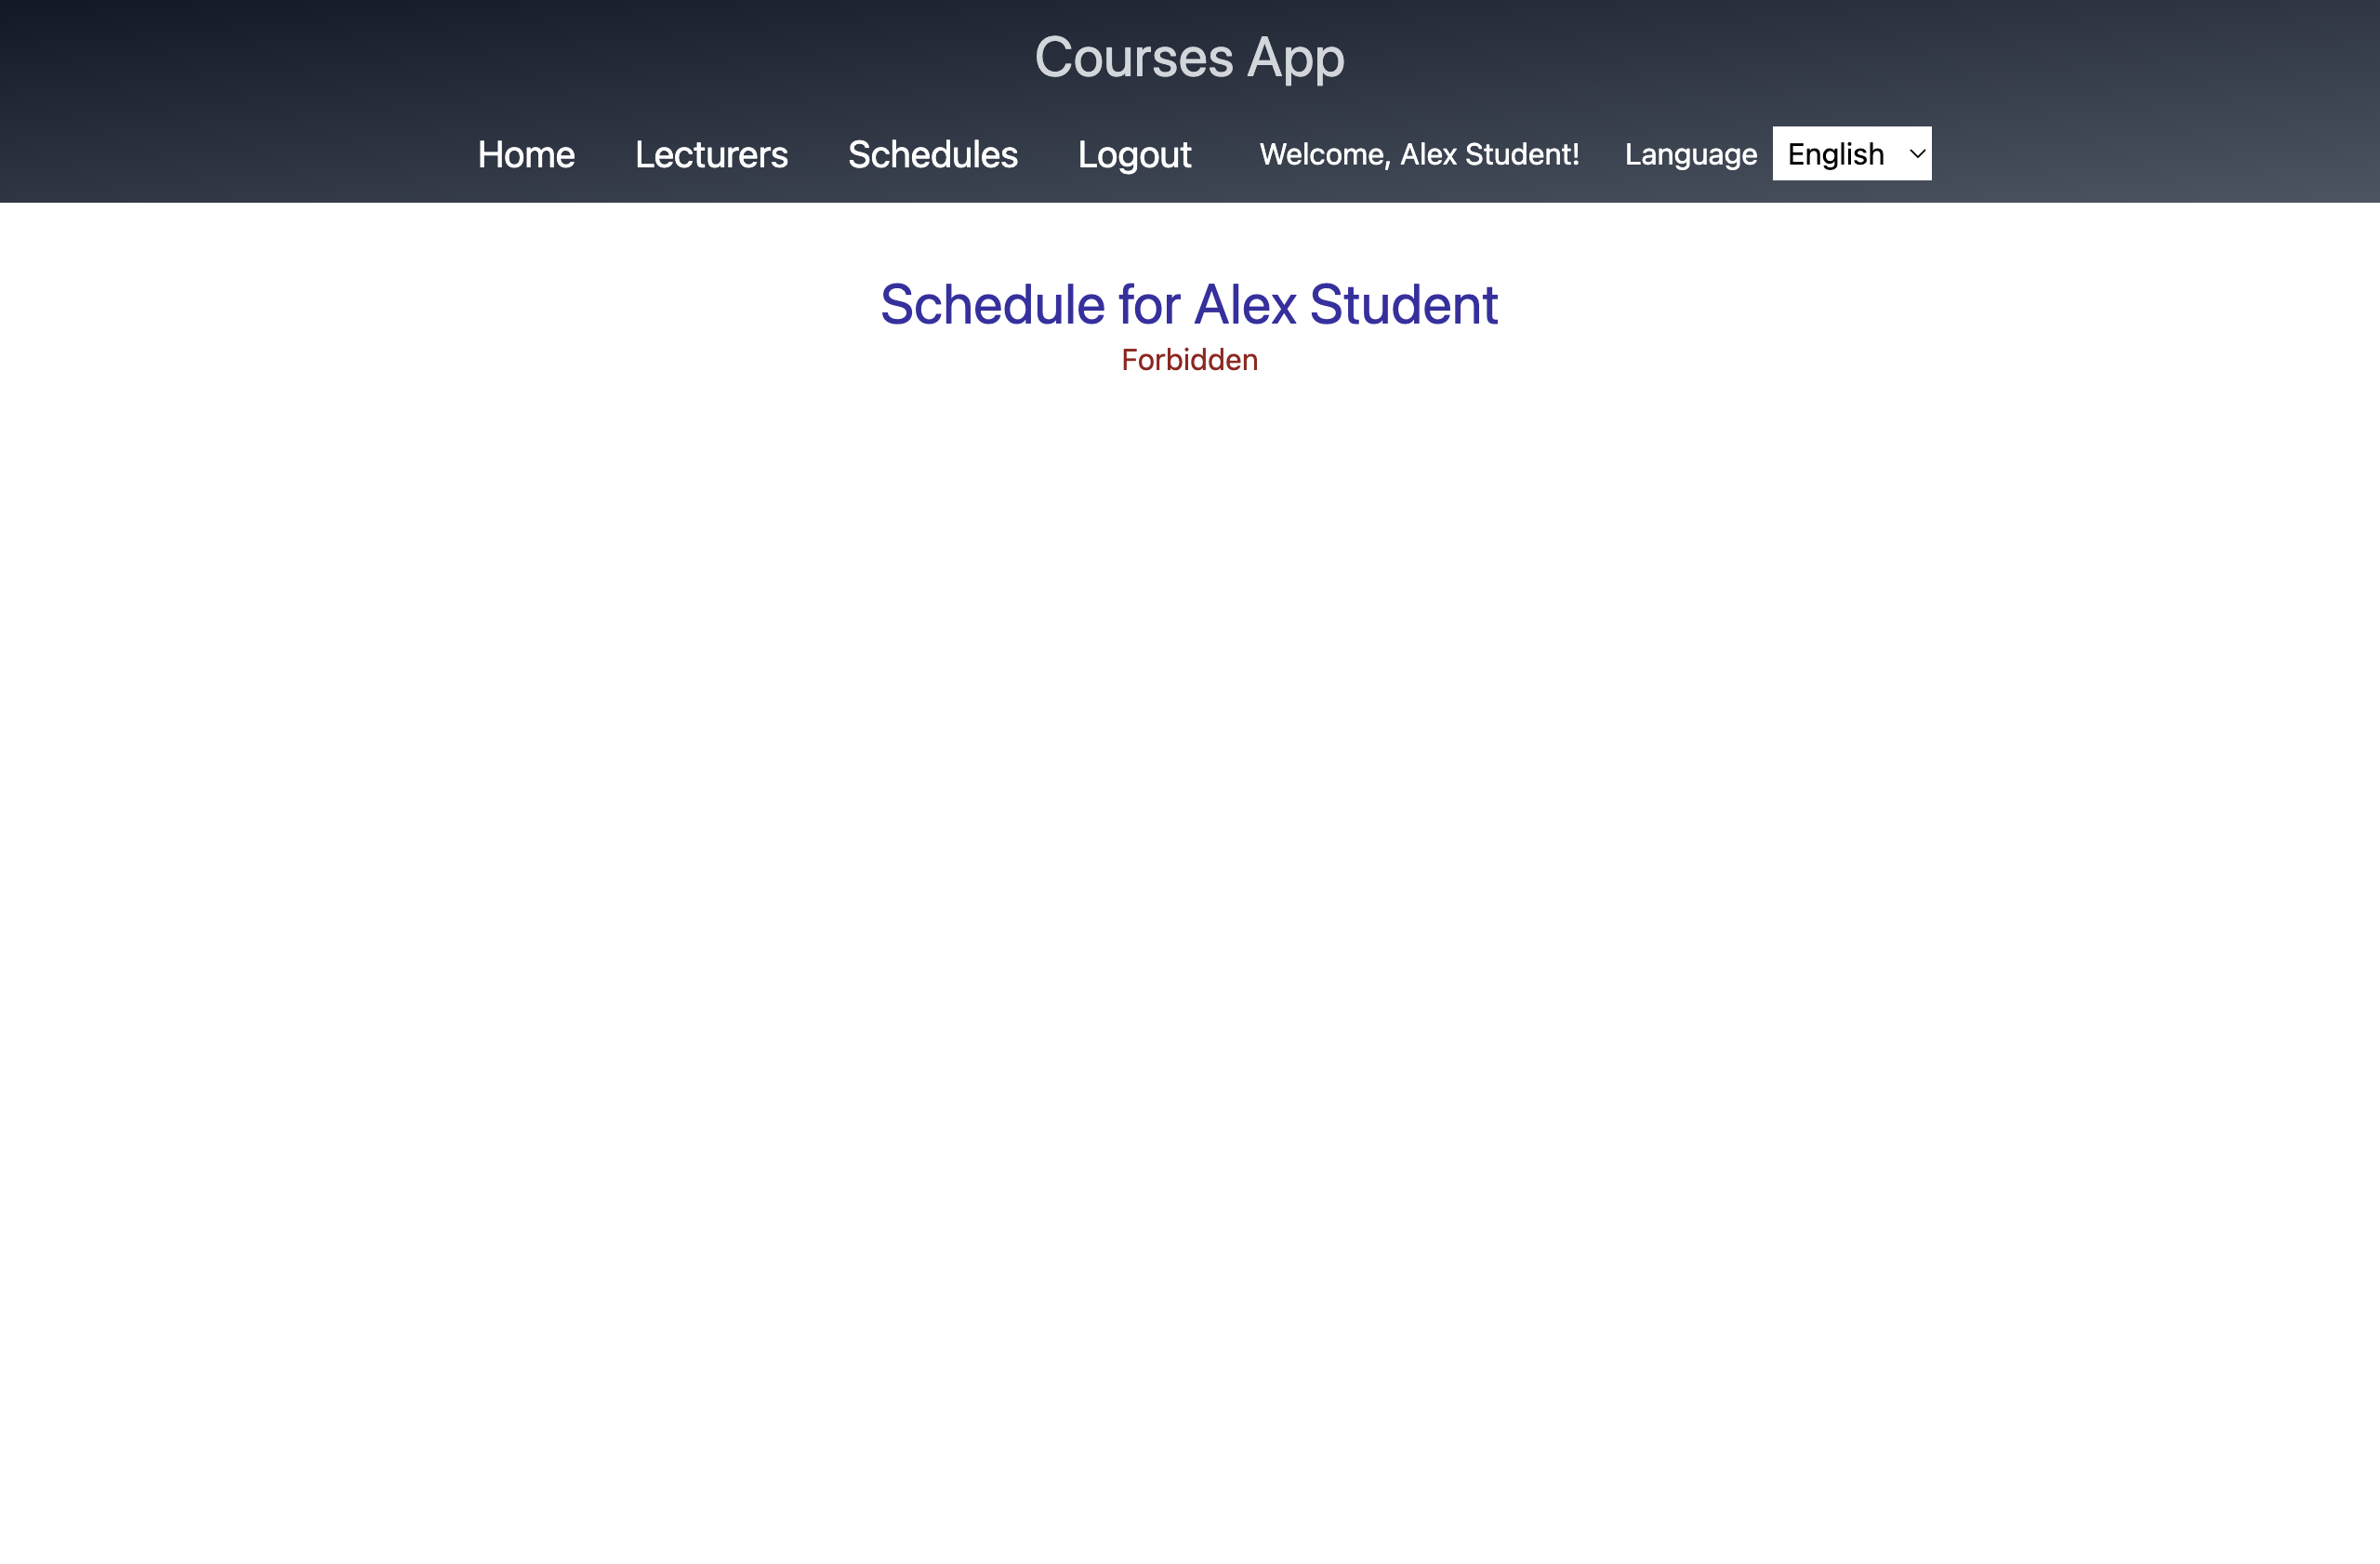 Courses App
Home Lecturers Schedules Logout Welcome, Alex Student! Language English
Schedule for Alex Student
Forbidden